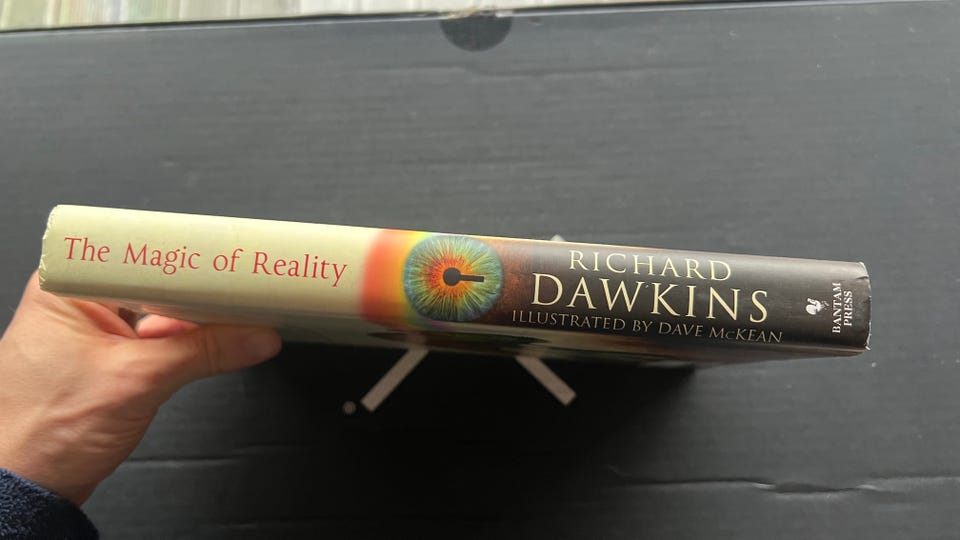 The Magic of Reality
RICHARD
DAWKINS
ILLUSTRATED BY DAVE McKEAN
BANTAM
PRESS
®